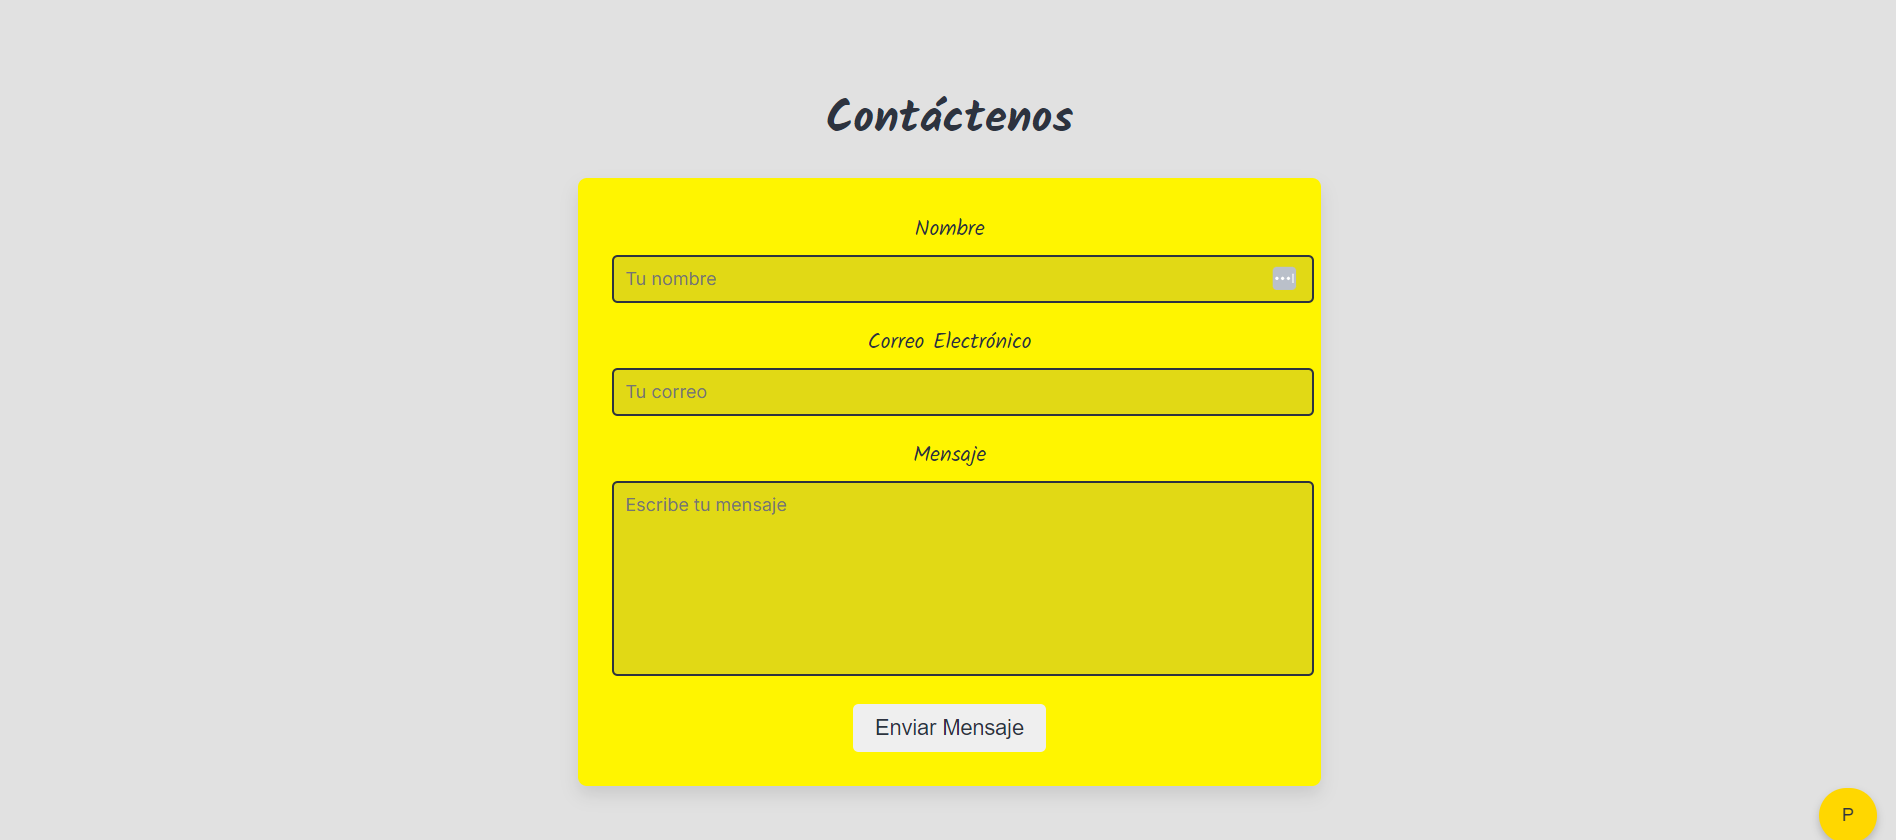 Contáctenos
Nombre
Tu nombre
Correo Electrónico
Tu correo
Mensaje
Escribe tu mensaje
Enviar Mensaje
P